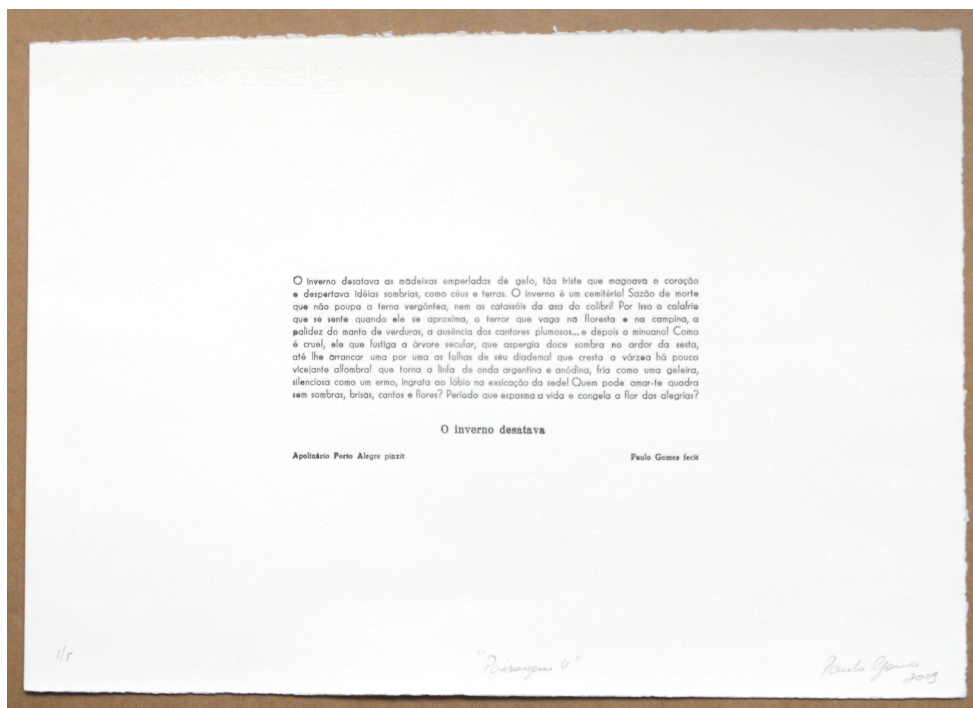 O inverno desatava as madeixas emperladas de gelo, tão triste que magoava o coração
e despertava idéias sombrias, como céus e terras. O inverno é um cemitério! Sazão de morte
que não poupa a terna vergôntea, nem as catassóis da asa do colibri! Por isso o calafrio
que se sente quando ele se aproxima, o terror que vaga na floresta e na campina, a
palidez do manto de verduras, a ausência dos cantores plumosos... e depois o minuano! Como
é cruel, ele que fustiga a árvore secular, que aspergia doce sombra no ardor da sesta,
até lhe arrancar uma por uma as folhas de seu diadema! que cresta a várzea há pouco
vicejante alfombra! que torna a linfa de onda argentina e anódina, fria como uma geleira,
silenciosa como um ermo, ingrata ao lábio na exsicação da sede! Quem pode amar-te quadra
sem sombras, brisas, cantos e flores? Período que espasma a vida e congela a flor das alegrias?
O inverno desatava
Apolinário Porto Alegre pinxit
Paulo Gomes fecit
1/5
"Paisagem 4"
Paulo Gomes
2009